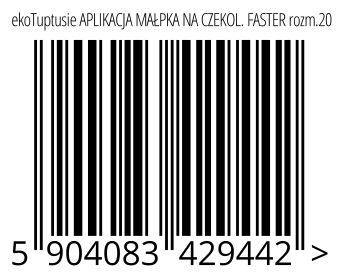 ekoTuptusie APLIKACJA MAŁPKA NA CZEKOL. FASTER rozm.20
5 904083 429442 >